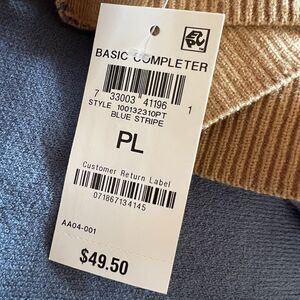 BASIC COMPLETER
7 33003 41196 1
STYLE 100132310PT
BLUE STRIPE
PL
Customer Return Label
071867134145
AA04-001
$49.50